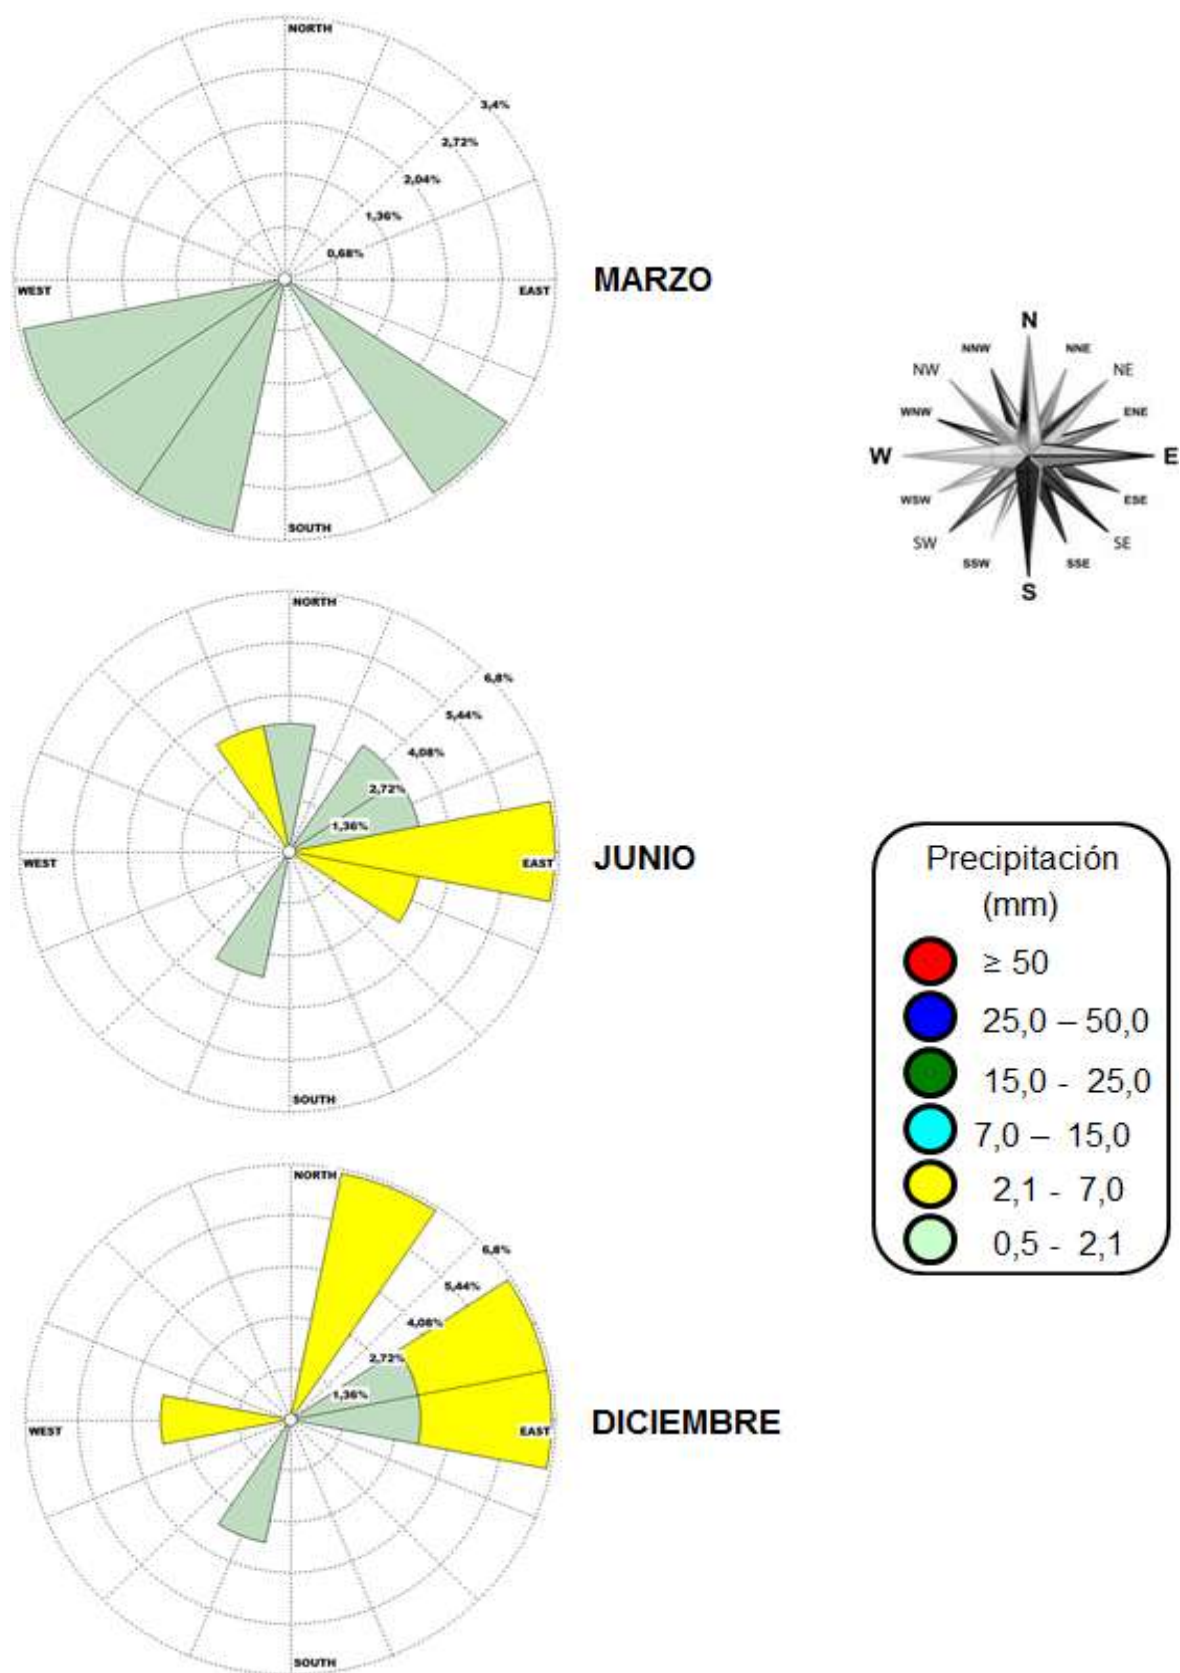 NORTH
3,4%
2,72%
2,04%
1,36%
0,68%
WEST
EAST
SOUTH
MARZO
N
NNW
NNE
NW
NE
WNW
ENE
W
E
WSW
ESE
SW
SE
SSW
SSE
S
NORTH
6,8%
5,44%
4,08%
2,72%
1,36%
WEST
EAST
SOUTH
JUNIO
Precipitación
(mm)
≥ 50
25,0 – 50,0
15,0 - 25,0
7,0 – 15,0
2,1 - 7,0
0,5 - 2,1
NORTH
6,8%
5,44%
4,08%
2,72%
1,36%
WEST
EAST
SOUTH
DICIEMBRE